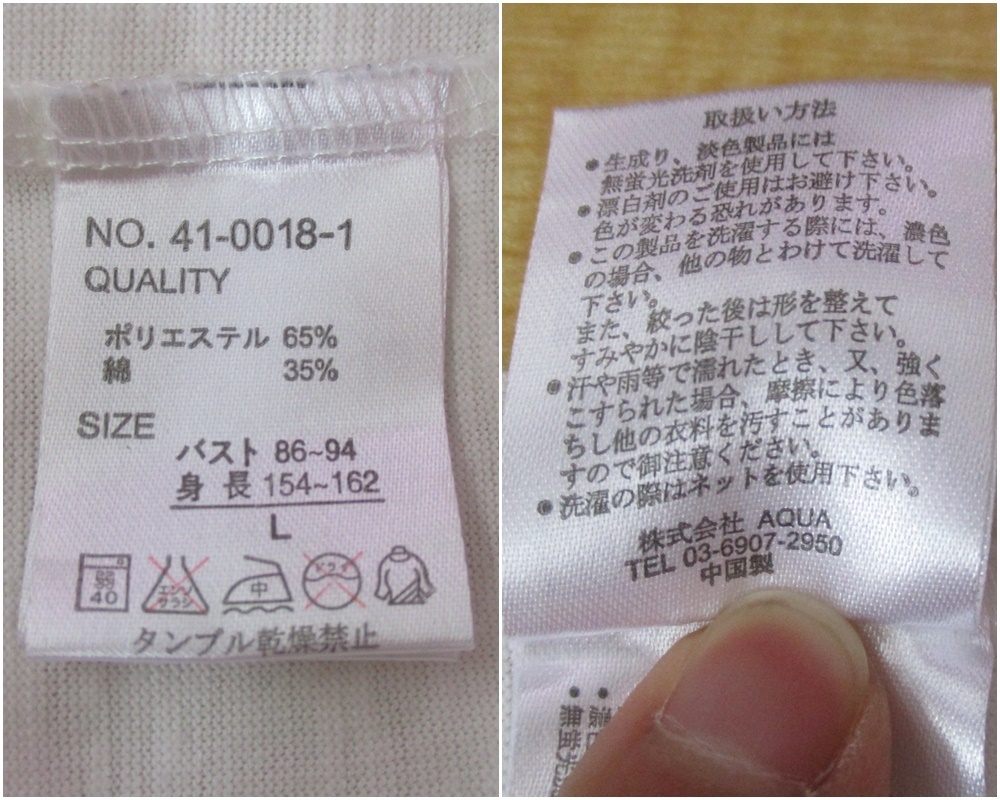 NO. 41-0018-1
QUALITY
ポリエステル 65%
綿 35%
SIZE
バスト 86~94
身 長 154~162
L
40
エンソ
サラシ
中
ドライ
タンブル乾燥禁止
取扱い方法
●生成り、淡色製品には
無蛍光洗剤を使用して下さい。
●漂白剤のご使用はお避け下さい。
色が変わる恐れがあります。
●この製品を洗濯する際には、濃色
の場合、他の物とわけて洗濯して
下さい。
また、絞った後は形を整えて
すみやかに陰干しして下さい。
●汗や雨等で濡れたとき、又、強く
こすられた場合、摩擦により色落
ちし他の衣料を汚すことがありま
すので御注意ください。
●洗濯の際はネットを使用下さい。
株式会社 AQUA
TEL 03-6907-2950
中国製